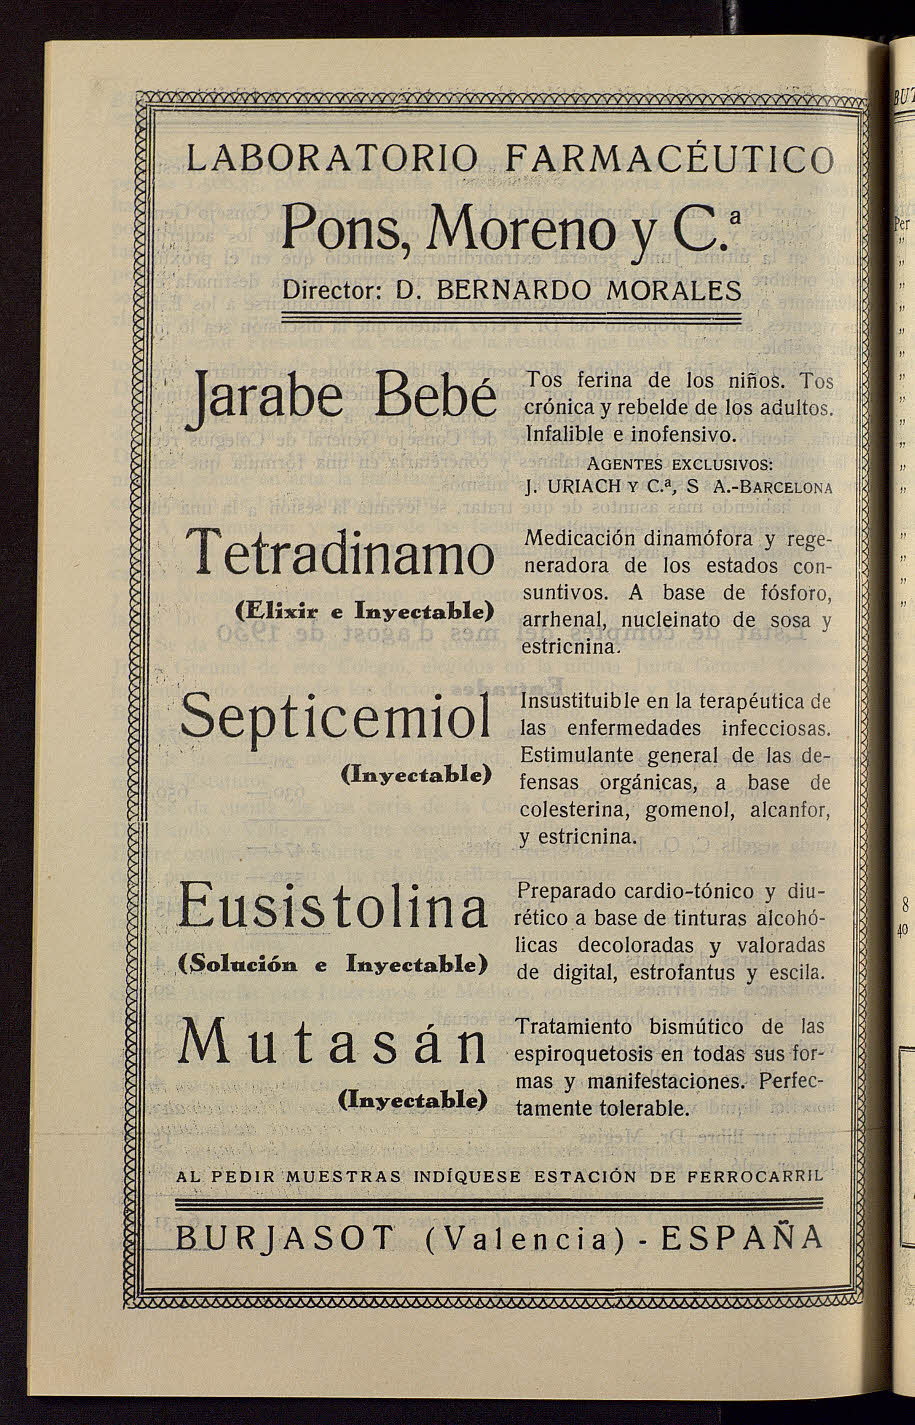 LABORATORIO FARMACÉUTICO
Pons, Moreno y C.ª
Director: D. BERNARDO MORALES
Jarabe Bebé
Tos ferina de los niños. Tos
crónica y rebelde de los adultos.
Infalible e inofensivo.
AGENTES EXCLUSIVOS:
J. URIACH Y C.ª, S A.-BARCELONA
Tetradinamo
(Elixir e Inyectable)
Medicación dinamófora y rege-
neradora de los estados con-
suntivos. A base de fósforo,
arrhenal, nucleinato de sosa y
estricnina.
Septicemiol
(Inyectable)
Insustituible en la terapéutica de
las enfermedades infecciosas.
Estimulante general de las de-
fensas orgánicas, a base de
colesterina, gomenol, alcanfor,
y estricnina.
Eusistolina
(Solución e Inyectable)
Preparado cardio-tónico y diu-
rético a base de tinturas alcohó-
licas decoloradas y valoradas
de digital, estrofantus y escila.
Mutasán
(Inyectable)
Tratamiento bismútico de las
espiroquetosis en todas sus for-
mas y manifestaciones. Perfec-
tamente tolerable.
AL PEDIR MUESTRAS INDÍQUESE ESTACIÓN DE FERROCARRIL
BURJASOT (Valencia) - ESPAÑA
Per
8
40